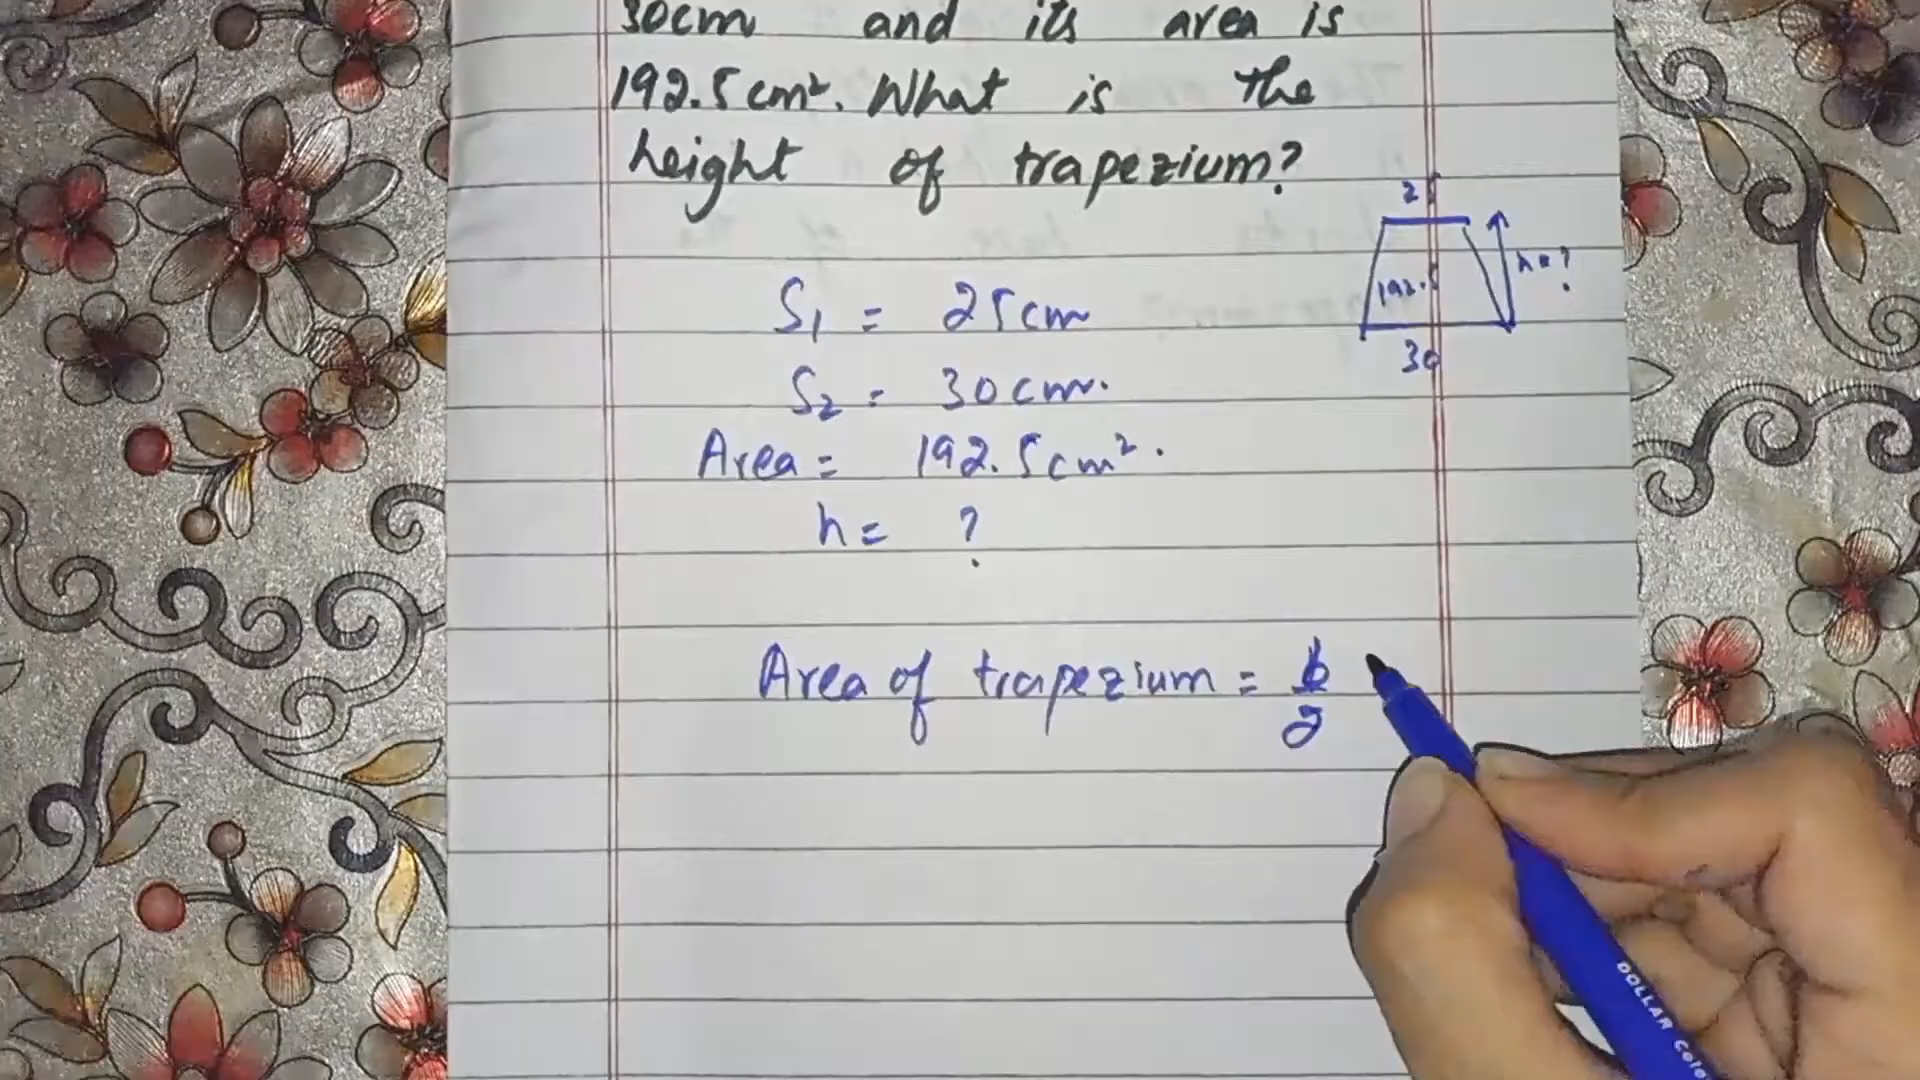 30cm and its area is
192.5cm². What is the
height of trapezium?
25
192.5
h = ?
30
S₁ = 25cm
S₂ = 30cm.
Area = 192.5cm².
h = ?
Area of trapezium =
2
DOLLAR